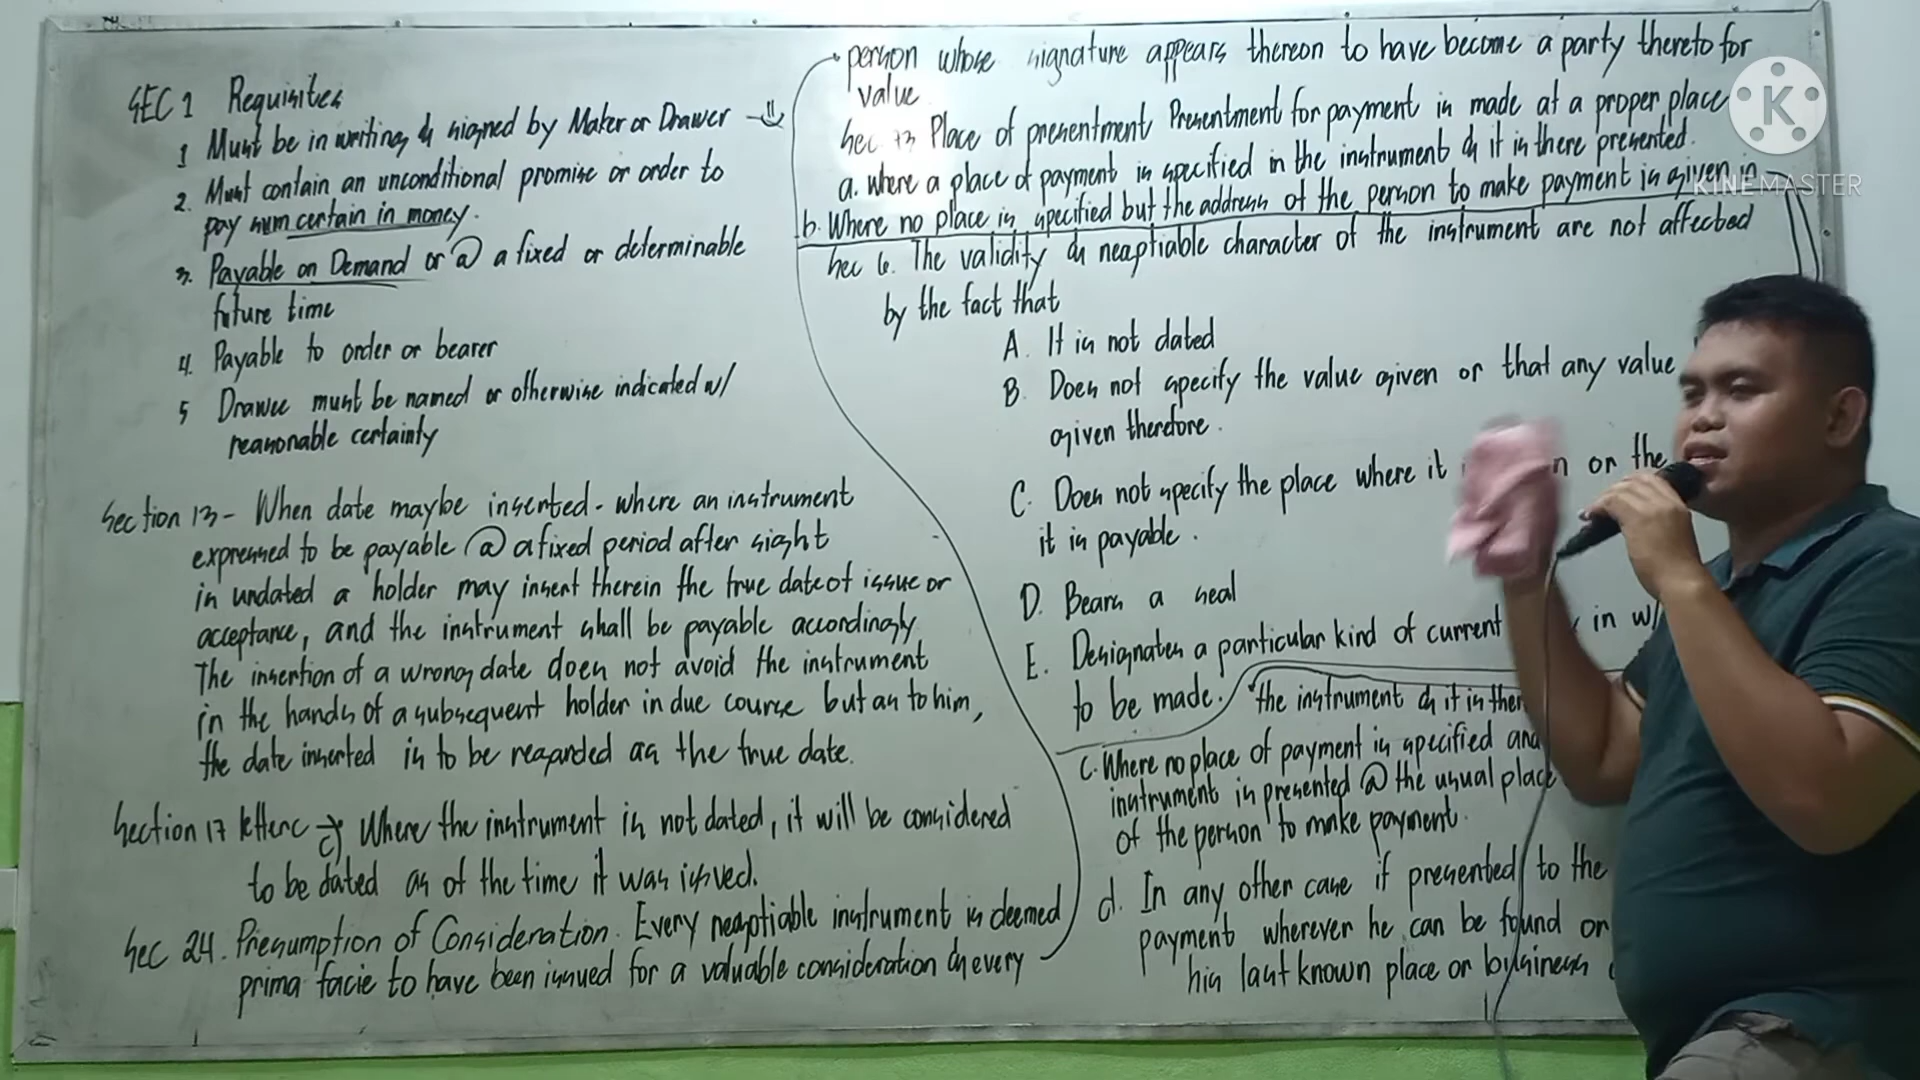 SEC 1 Requisites
1 Must be in writing & signed by Maker or Drawer
2. Must contain an unconditional promise or order to
pay sum certain in money.
3. Payable on Demand or @ a fixed or determinable
future time
4. Payable to order or bearer
5 Drawee must be named or otherwise indicated w/
reasonable certainty
Section 13 - When date maybe inserted - where an instrument
expressed to be payable @ a fixed period after sight
is undated a holder may insert therein the true date of issue or
acceptance, and the instrument shall be payable accordingly
The insertion of a wrong date does not avoid the instrument
in the hands of a subsequent holder in due course but as to him,
the date inserted is to be regarded as the true date.
Section 17 letter c Where the instrument is not dated, it will be considered
to be dated as of the time it was issued.
Sec 24. Presumption of Consideration. Every negotiable instrument is deemed
prima facie to have been issued for a valuable consideration & every
person whose signature appears thereon to have become a party thereto for
value
Sec 73 Place of presentment Presentment for payment is made at a proper place
a. Where a place of payment is specified in the instrument & it is there presented.
b. Where no place is specified but the address of the person to make payment is given in
Sec 6. The validity & negotiable character of the instrument are not affected
by the fact that
A. It is not dated
B. Does not specify the value given or that any value
given therefore.
C. Does not specify the place where it or the
it is payable.
D. Bears a seal
E. Designates a particular kind of current in w/
to be made.
the instrument & it is
c. Where no place of payment is specified and
instrument is presented @ the usual place
of the person to make payment.
d. In any other case if presented to the
payment wherever he can be found or
his last known place or business
K
KINEMASTER